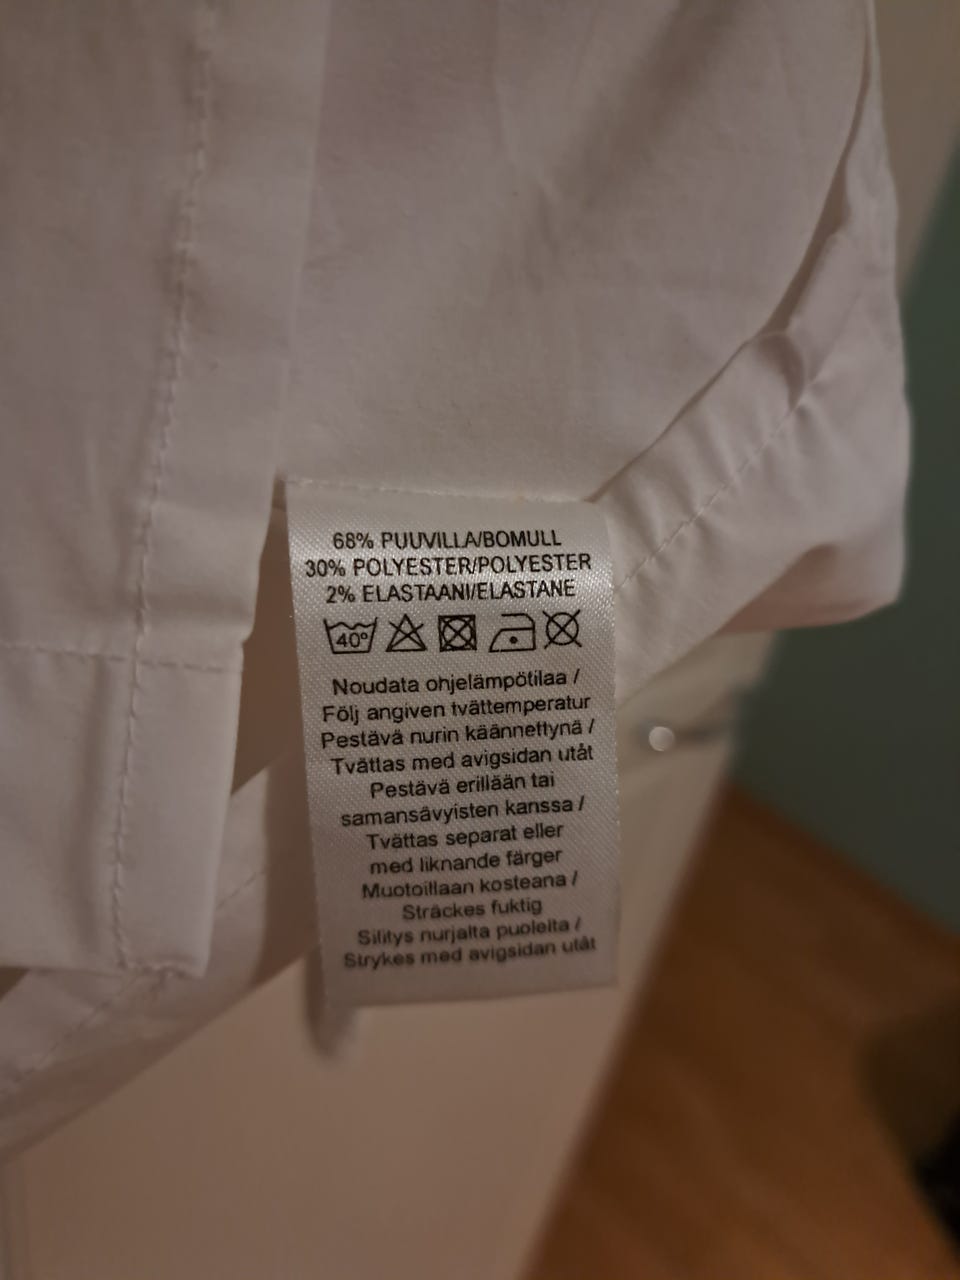 68% PUUVILLA/BOMULL
30% POLYESTER/POLYESTER
2% ELASTAANI/ELASTANE
40°
Noudata ohjelämpötilaa /
Följ angiven tvättemperatur
Pestävä nurin käännettynä /
Tvättas med avigsidan utåt
Pestävä erillään tai
samansävyisten kanssa /
Tvättas separat eller
med liknande färger
Muotoillaan kosteana /
Sträckes fuktig
Silitys nurjalta puolelta /
Strykes med avigsidan utåt